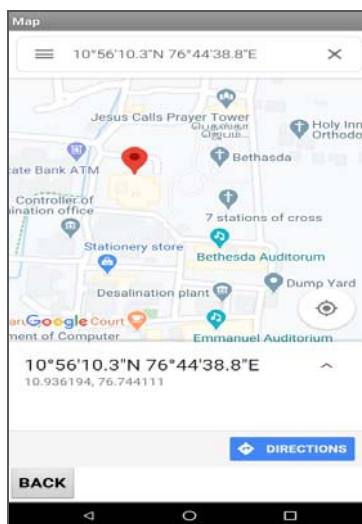 Map
10°56'10.3"N 76°44'38.8"E
Jesus Calls Prayer Tower
Holy Inn
Orthodo
Bethasda
ate Bank ATM
Controller of
ination office
7 stations of cross
Stationery store
Bethesda Auditorum
Dump Yard
Desalination plant
Google
Court
ment of Computer
Emmanuel Auditorium
10°56'10.3"N 76°44'38.8"E
10.936194, 76.744111
DIRECTIONS
BACK